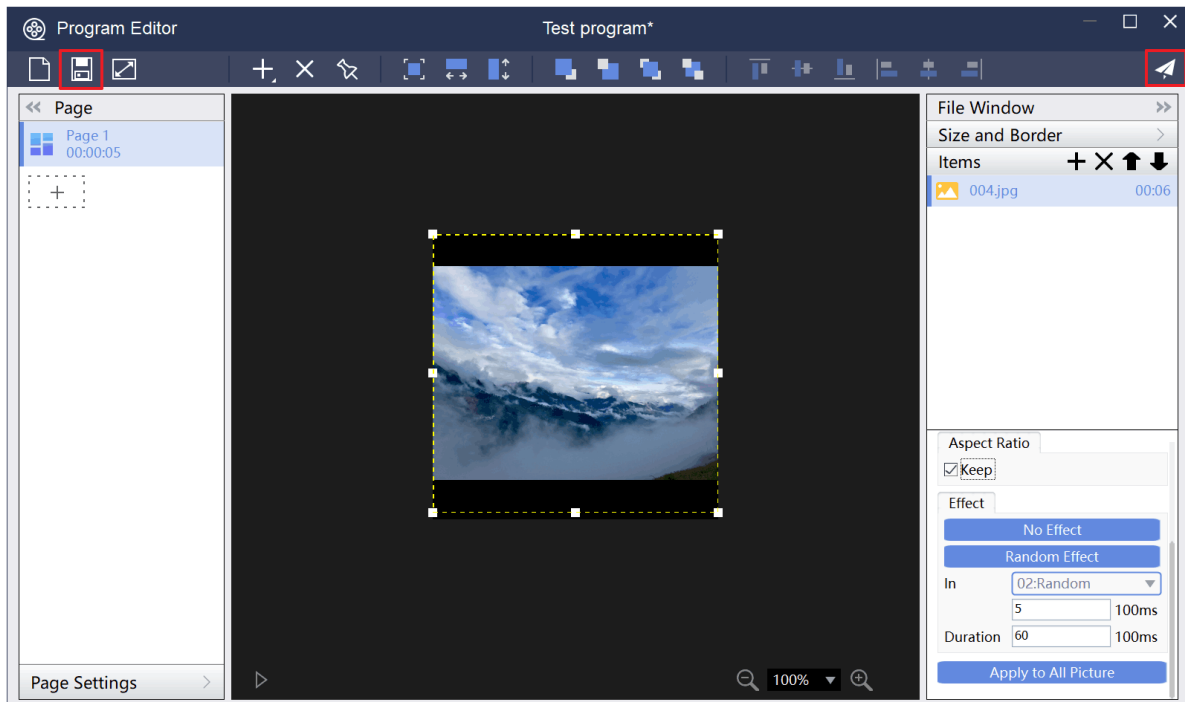 Program Editor
Test program*
Page
Page 1
00:00:05
Page Settings
100%
File Window
Size and Border
Items
004.jpg 00:06
Aspect Ratio
Keep
Effect
No Effect
Random Effect
In 02:Random
5 100ms
Duration 60 100ms
Apply to All Picture